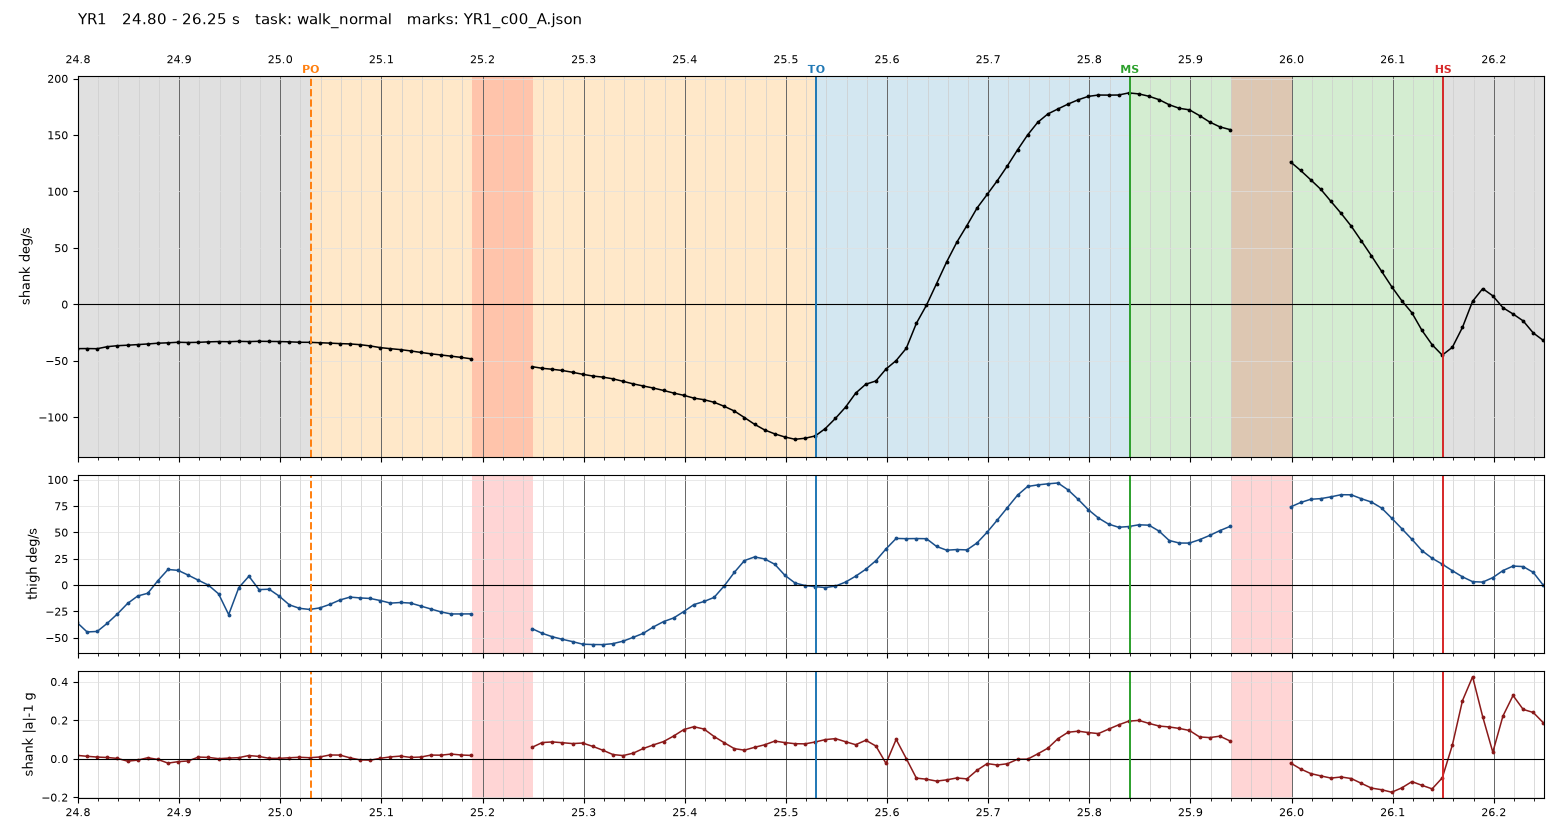 YR1   24.80 - 26.25 s   task: walk_normal   marks: YR1_c00_A.json
24.8 24.9 25.0 25.1 25.2 25.3 25.4 25.5 25.6 25.7 25.8 25.9 26.0 26.1 26.2
PO TO MS HS
200
150
100
50
0
−50
−100
shank deg/s
100
75
50
25
0
−25
−50
thigh deg/s
0.4
0.2
0.0
−0.2
shank |a|-1 g
24.8 24.9 25.0 25.1 25.2 25.3 25.4 25.5 25.6 25.7 25.8 25.9 26.0 26.1 26.2